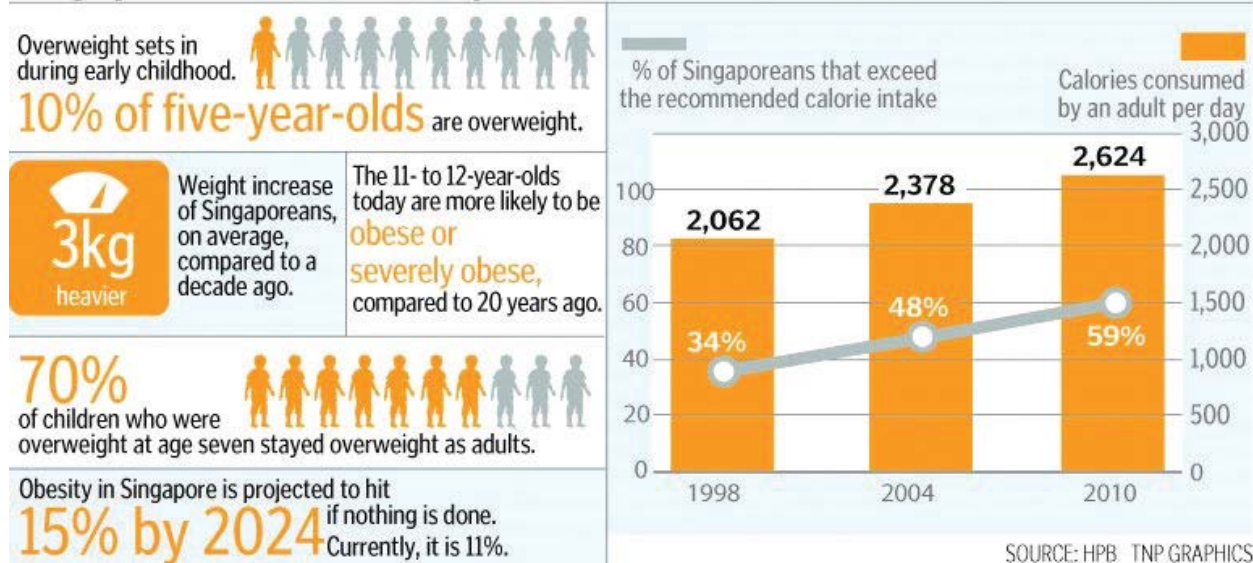 Overweight sets in
during early childhood.
10% of five-year-olds are overweight.
3kg
heavier
Weight increase
of Singaporeans,
on average,
compared to a
decade ago.
The 11- to 12-year-olds
today are more likely to be
obese or
severely obese,
compared to 20 years ago.
70%
of children who were
overweight at age seven stayed overweight as adults.
Obesity in Singapore is projected to hit
15% by 2024 if nothing is done.
Currently, it is 11%.
% of Singaporeans that exceed
the recommended calorie intake
Calories consumed
by an adult per day
3,000
2,624
100
2,378
2,500
2,062
80
2,000
60
48%
1,500
34%
59%
40
1,000
20
500
0
0
1998
2004
2010
SOURCE: HPB TNP GRAPHICS